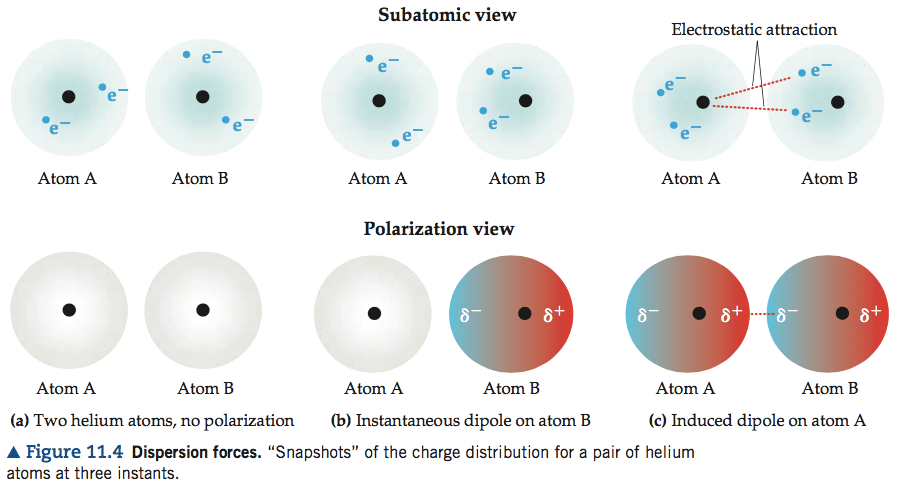 Subatomic view
Electrostatic attraction
e⁻
e⁻
e⁻
e⁻
e⁻
e⁻
e⁻
e⁻
e⁻
e⁻
e⁻
e⁻
Atom A
Atom B
Atom A
Atom B
Atom A
Atom B
Polarization view
δ⁻
δ⁺
δ⁻
δ⁺
δ⁻
δ⁺
Atom A
Atom B
Atom A
Atom B
Atom A
Atom B
(a) Two helium atoms, no polarization
(b) Instantaneous dipole on atom B
(c) Induced dipole on atom A
▲ Figure 11.4 Dispersion forces. “Snapshots” of the charge distribution for a pair of helium
atoms at three instants.